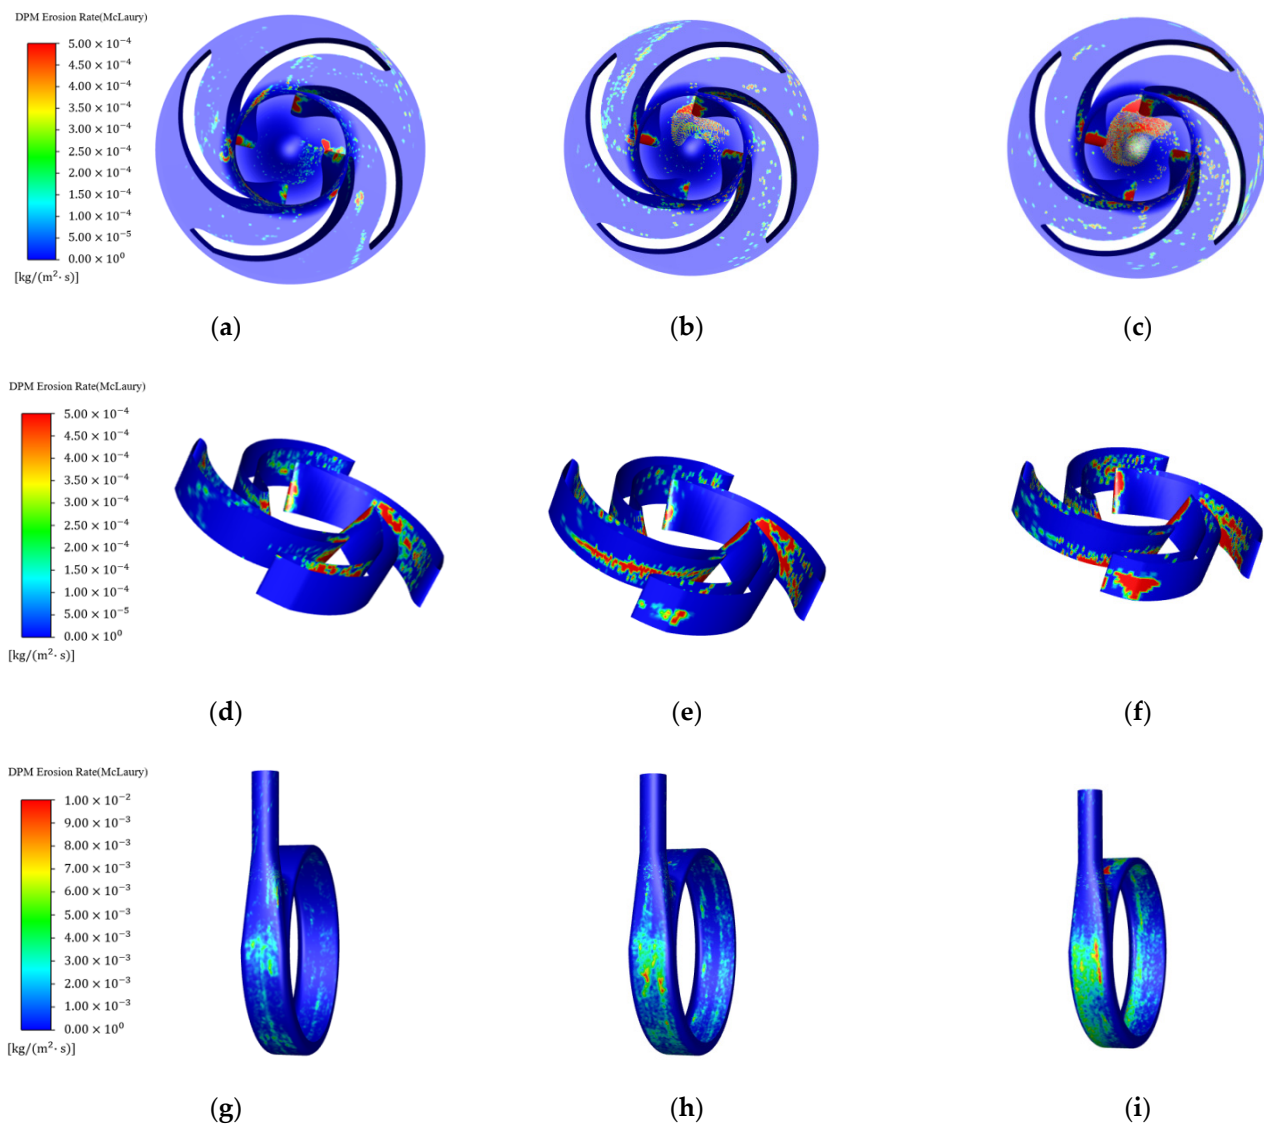 DPM Erosion Rate(McLaury)
5.00 × 10⁻⁴
4.50 × 10⁻⁴
4.00 × 10⁻⁴
3.50 × 10⁻⁴
3.00 × 10⁻⁴
2.50 × 10⁻⁴
2.00 × 10⁻⁴
1.50 × 10⁻⁴
1.00 × 10⁻⁴
5.00 × 10⁻⁵
0.00 × 10⁰
[kg/(m²· s)]
(a) (b) (c)
DPM Erosion Rate(McLaury)
5.00 × 10⁻⁴
4.50 × 10⁻⁴
4.00 × 10⁻⁴
3.50 × 10⁻⁴
3.00 × 10⁻⁴
2.50 × 10⁻⁴
2.00 × 10⁻⁴
1.50 × 10⁻⁴
1.00 × 10⁻⁴
5.00 × 10⁻⁵
0.00 × 10⁰
[kg/(m²· s)]
(d) (e) (f)
DPM Erosion Rate(McLaury)
1.00 × 10⁻²
9.00 × 10⁻³
8.00 × 10⁻³
7.00 × 10⁻³
6.00 × 10⁻³
5.00 × 10⁻³
4.00 × 10⁻³
3.00 × 10⁻³
2.00 × 10⁻³
1.00 × 10⁻³
0.00 × 10⁰
[kg/(m²· s)]
(g) (h) (i)